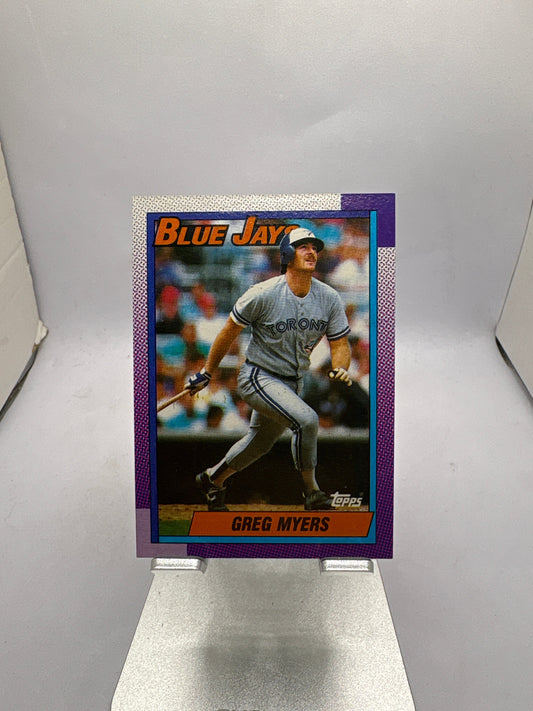 BLUE JAYS
TORONTO
topps
GREG MYERS